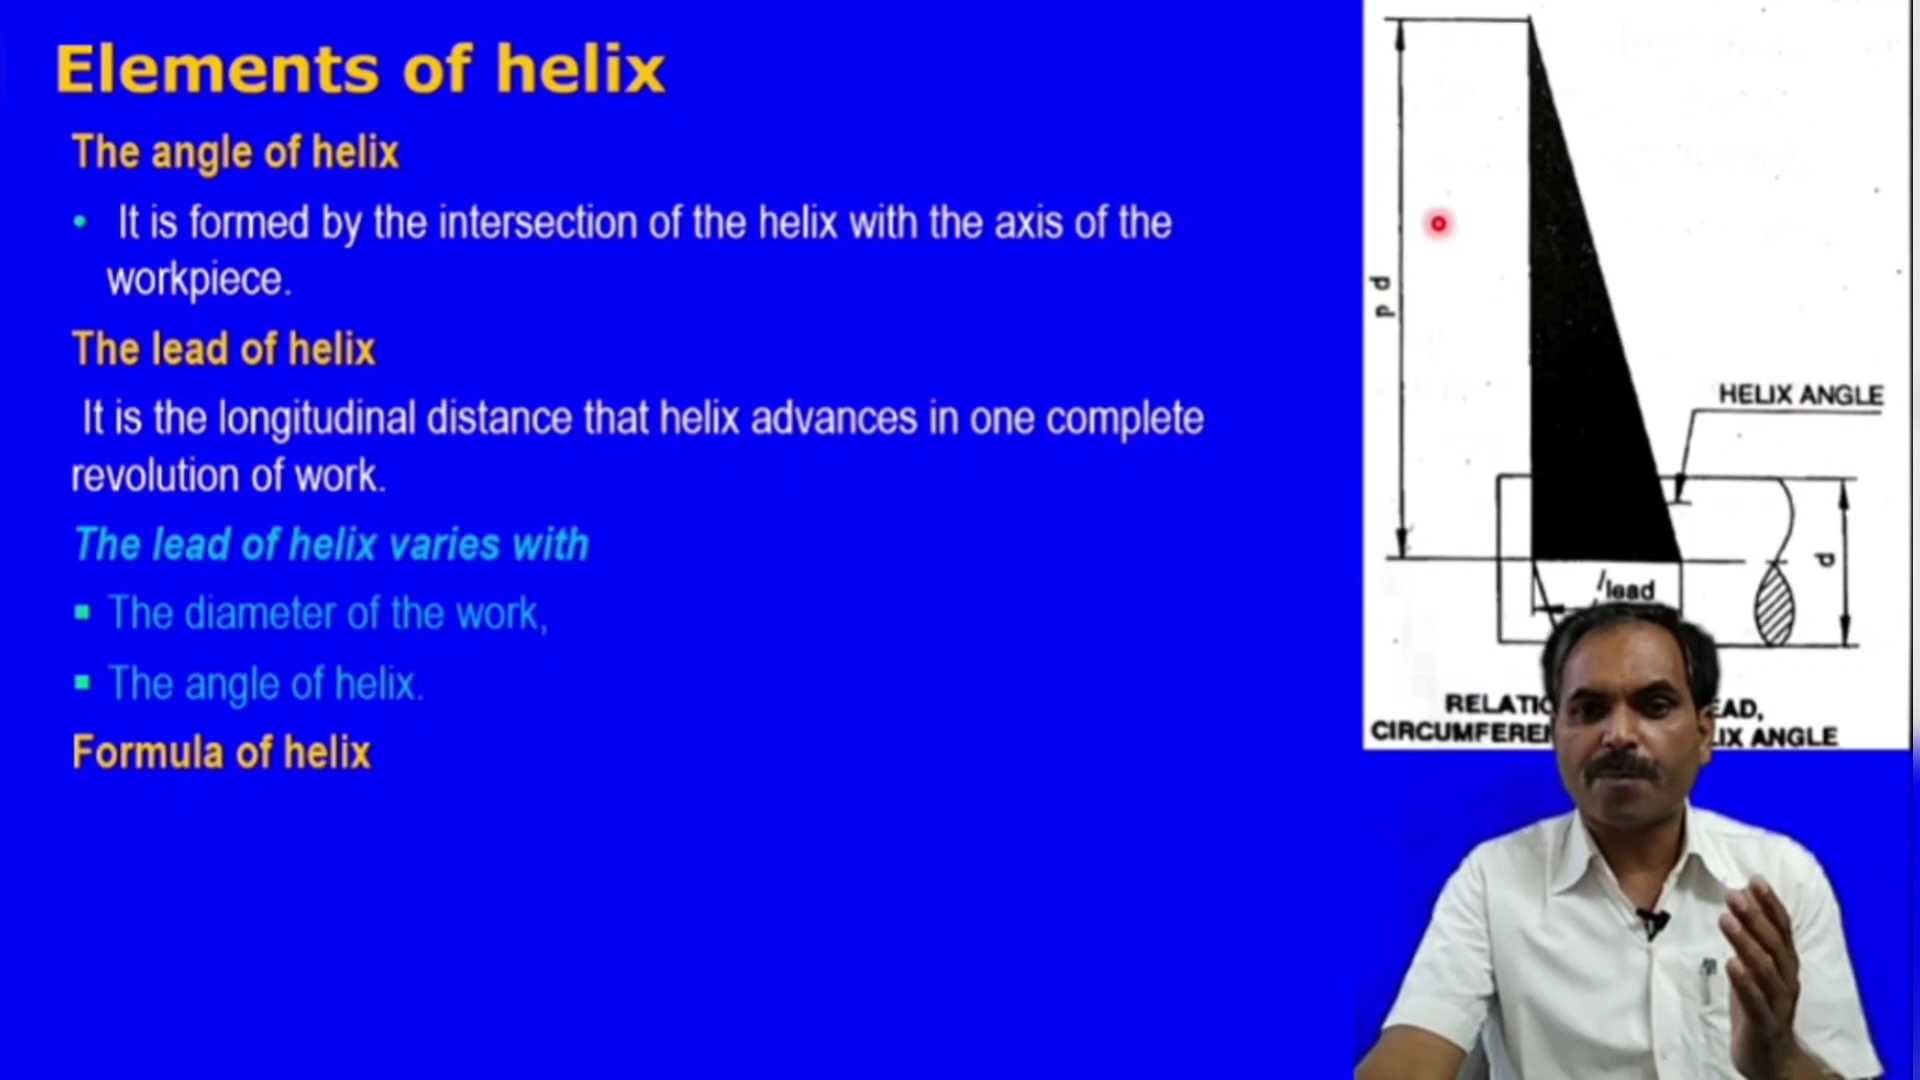 Elements of helix
The angle of helix
• It is formed by the intersection of the helix with the axis of the
workpiece.
The lead of helix
It is the longitudinal distance that helix advances in one complete
revolution of work.
The lead of helix varies with
▪ The diameter of the work,
▪ The angle of helix.
Formula of helix
p d
HELIX ANGLE
d
lead